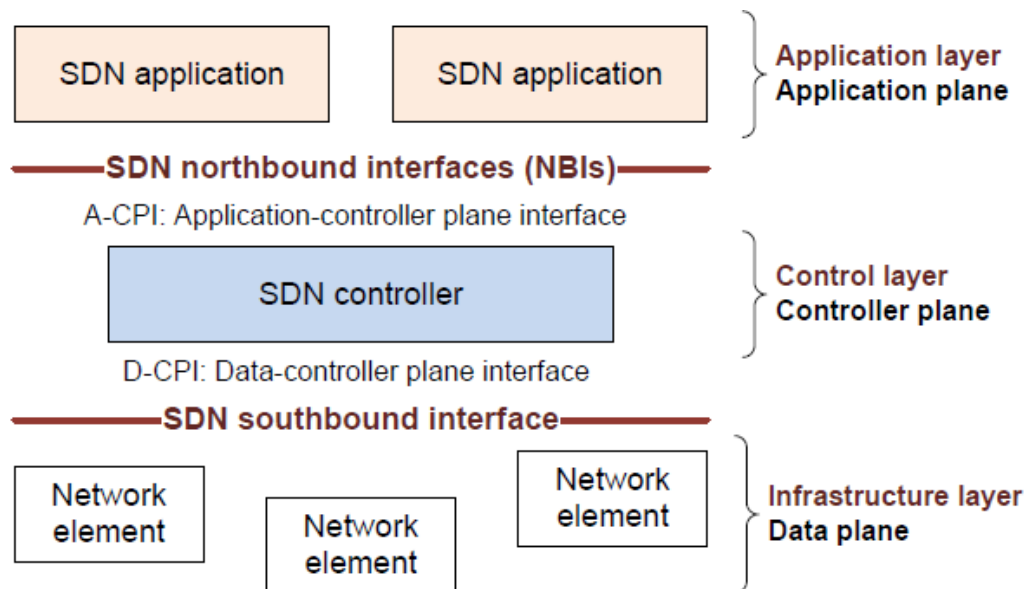 SDN application
SDN application
Application layer
Application plane
SDN northbound interfaces (NBIs)
A-CPI: Application-controller plane interface
SDN controller
Control layer
Controller plane
D-CPI: Data-controller plane interface
SDN southbound interface
Network
element
Network
element
Network
element
Infrastructure layer
Data plane